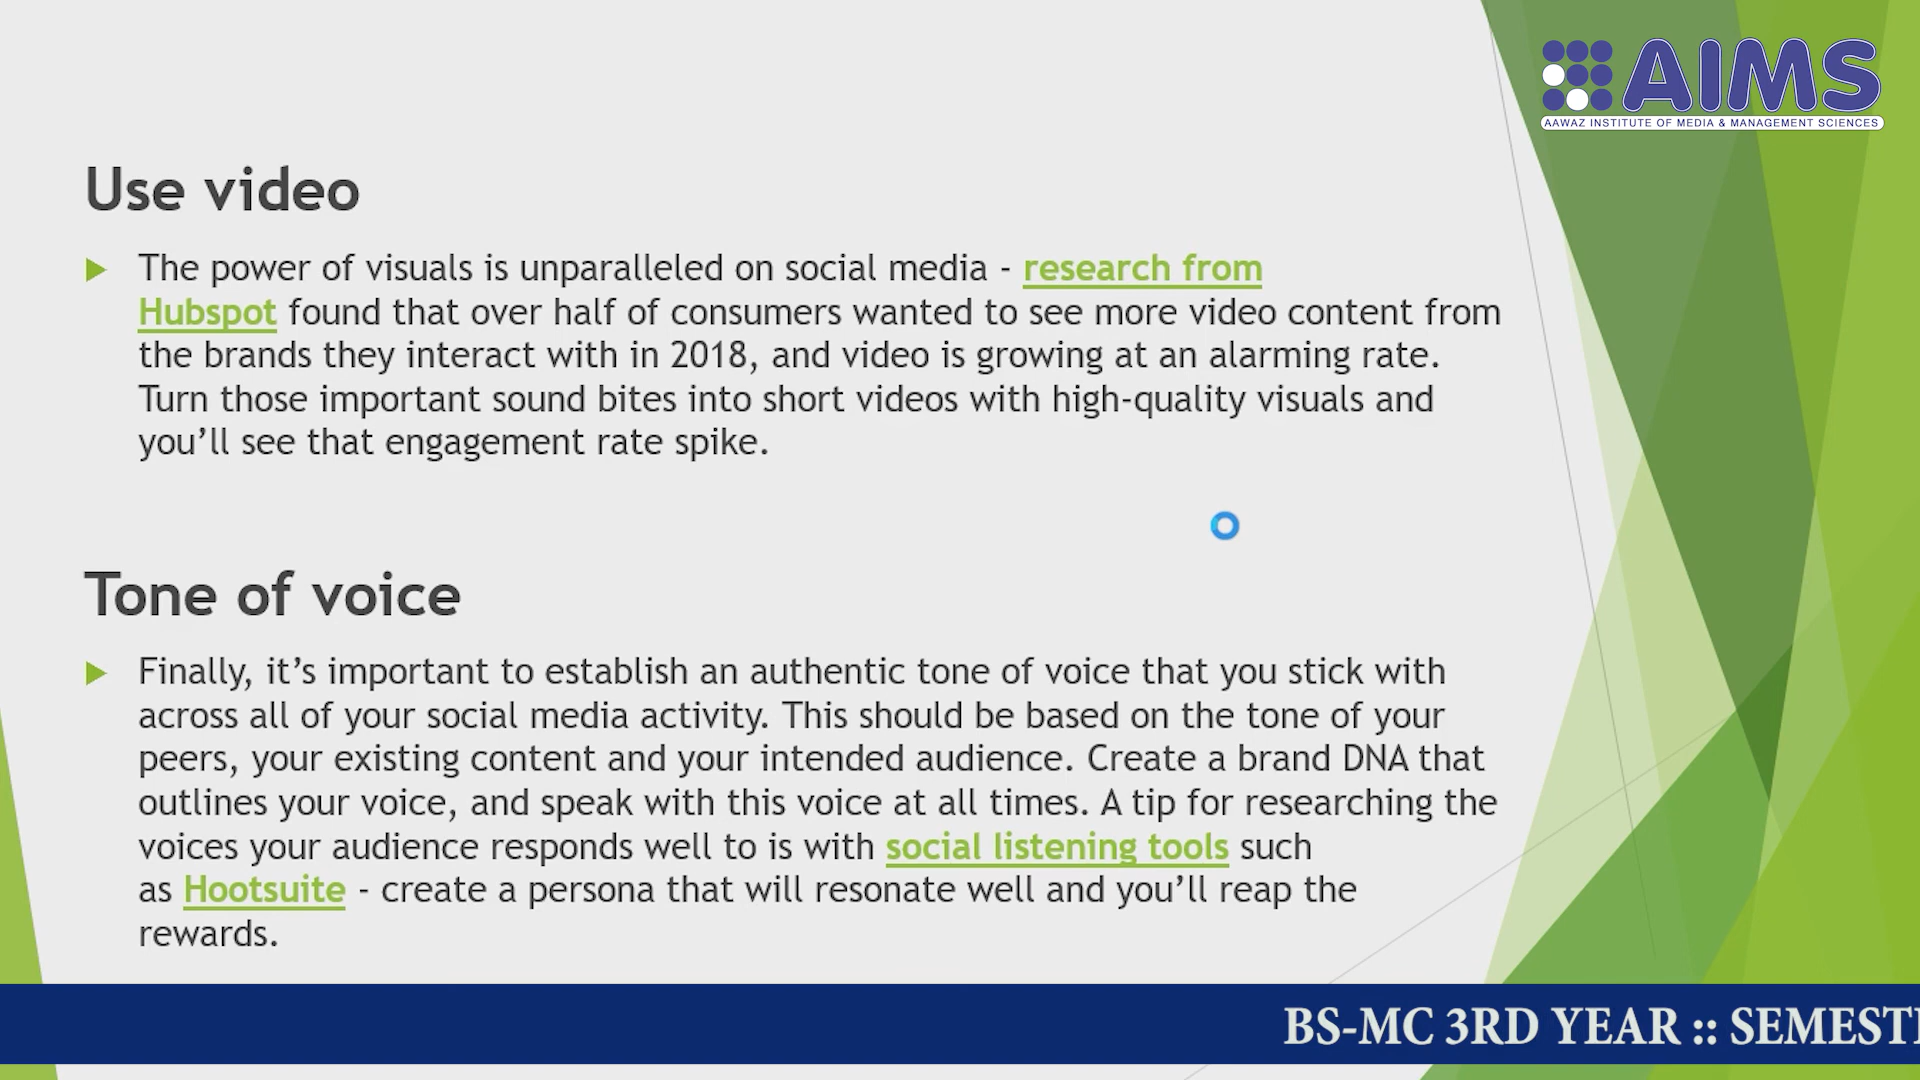 AIMS
AAWAZ INSTITUTE OF MEDIA & MANAGEMENT SCIENCES
Use video
The power of visuals is unparalleled on social media - research from
Hubspot found that over half of consumers wanted to see more video content from
the brands they interact with in 2018, and video is growing at an alarming rate.
Turn those important sound bites into short videos with high-quality visuals and
you’ll see that engagement rate spike.
Tone of voice
Finally, it’s important to establish an authentic tone of voice that you stick with
across all of your social media activity. This should be based on the tone of your
peers, your existing content and your intended audience. Create a brand DNA that
outlines your voice, and speak with this voice at all times. A tip for researching the
voices your audience responds well to is with social listening tools such
as Hootsuite - create a persona that will resonate well and you’ll reap the
rewards.
BS-MC 3RD YEAR :: SEMEST